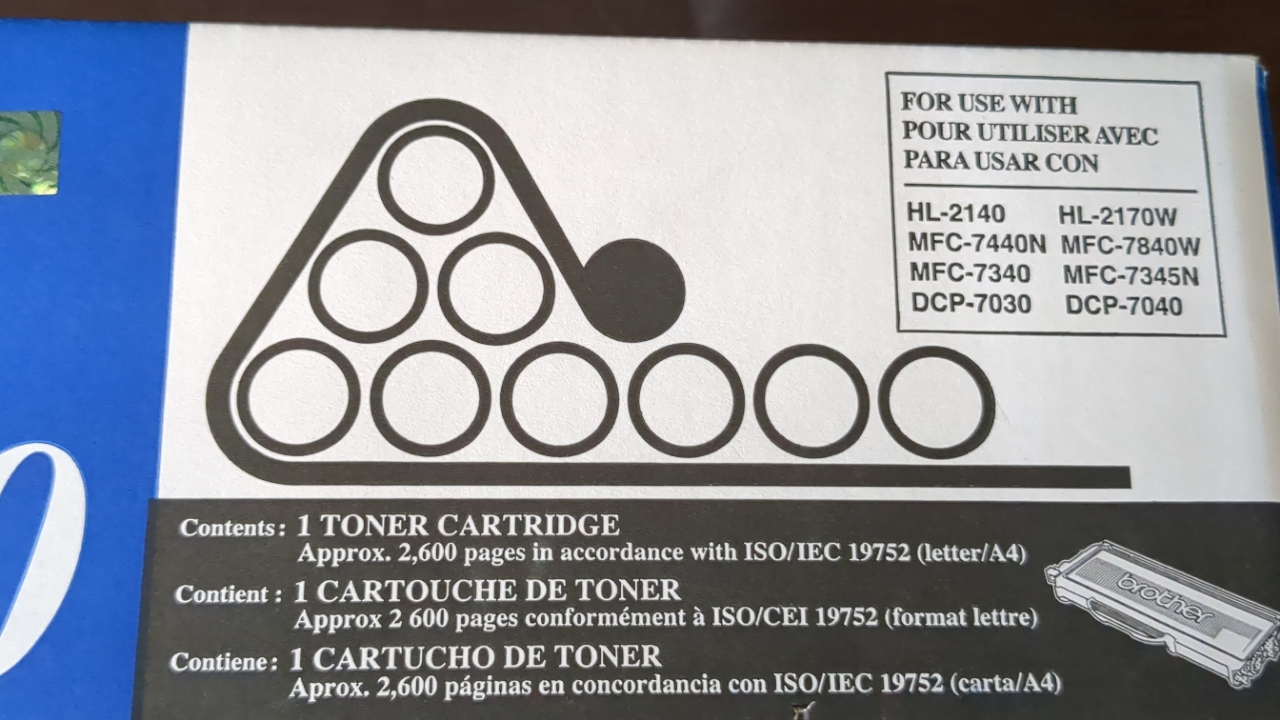 FOR USE WITH
POUR UTILISER AVEC
PARA USAR CON
HL-2140 HL-2170W
MFC-7440N MFC-7840W
MFC-7340 MFC-7345N
DCP-7030 DCP-7040
Contents: 1 TONER CARTRIDGE
Approx. 2,600 pages in accordance with ISO/IEC 19752 (letter/A4)
Contient : 1 CARTOUCHE DE TONER
Approx 2 600 pages conformément à ISO/CEI 19752 (format lettre)
Contiene: 1 CARTUCHO DE TONER
Aprox. 2,600 páginas en concordancia con ISO/IEC 19752 (carta/A4)
brother